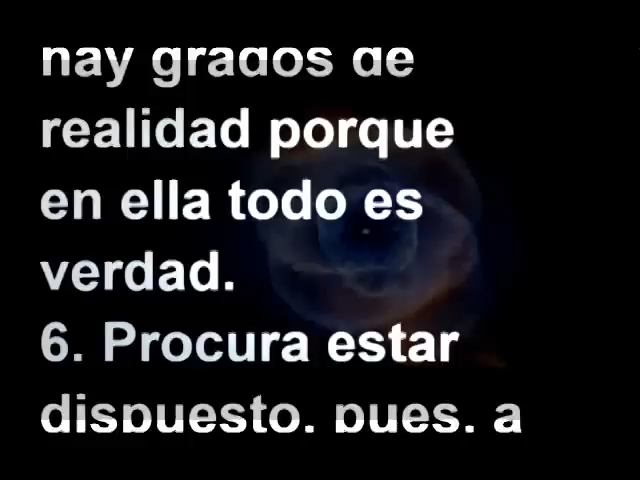 hay grados de
realidad porque
en ella todo es
verdad.
6. Procura estar
dispuesto, pues, a